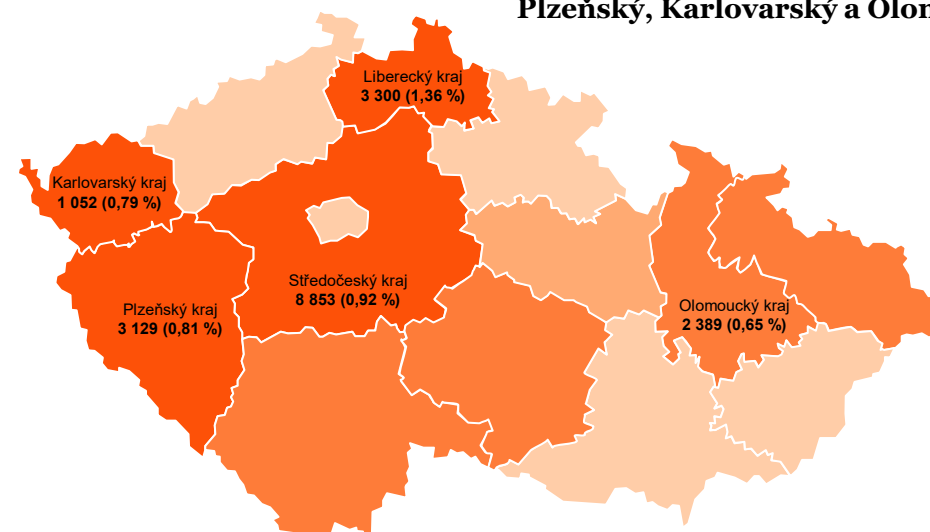 Plzeňský, Karlovarský a Olon
Liberecký kraj
3 300 (1,36 %)
Karlovarský kraj
1 052 (0,79 %)
Středočeský kraj
8 853 (0,92 %)
Plzeňský kraj
3 129 (0,81 %)
Olomoucký kraj
2 389 (0,65 %)